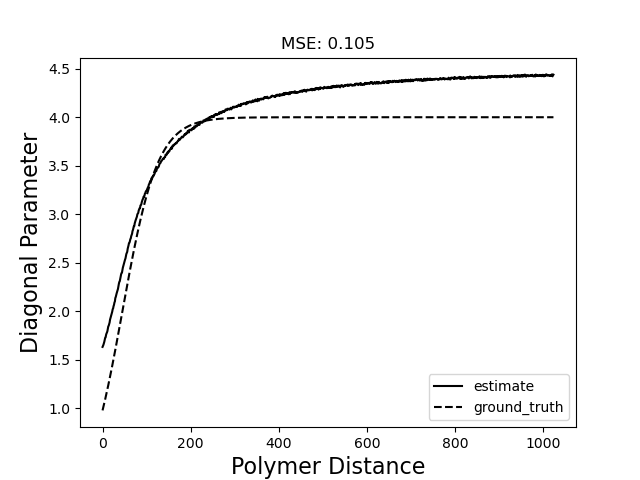 MSE: 0.105
Diagonal Parameter
4.5
4.0
3.5
3.0
2.5
2.0
1.5
1.0
estimate
ground_truth
0 200 400 600 800 1000
Polymer Distance